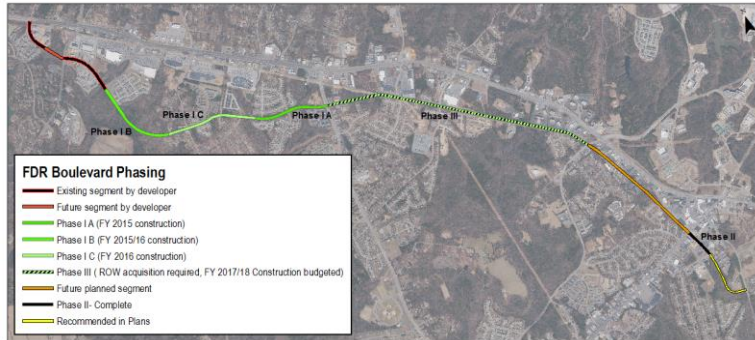 Phase I C
Phase I A
Phase III
Phase I B
Phase II
FDR Boulevard Phasing
Existing segment by developer
Future segment by developer
Phase I A (FY 2015 construction)
Phase I B (FY 2015/16 construction)
Phase I C (FY 2016 construction)
Phase III ( ROW acquisition required, FY 2017/18 Construction budgeted)
Future planned segment
Phase II- Complete
Recommended in Plans